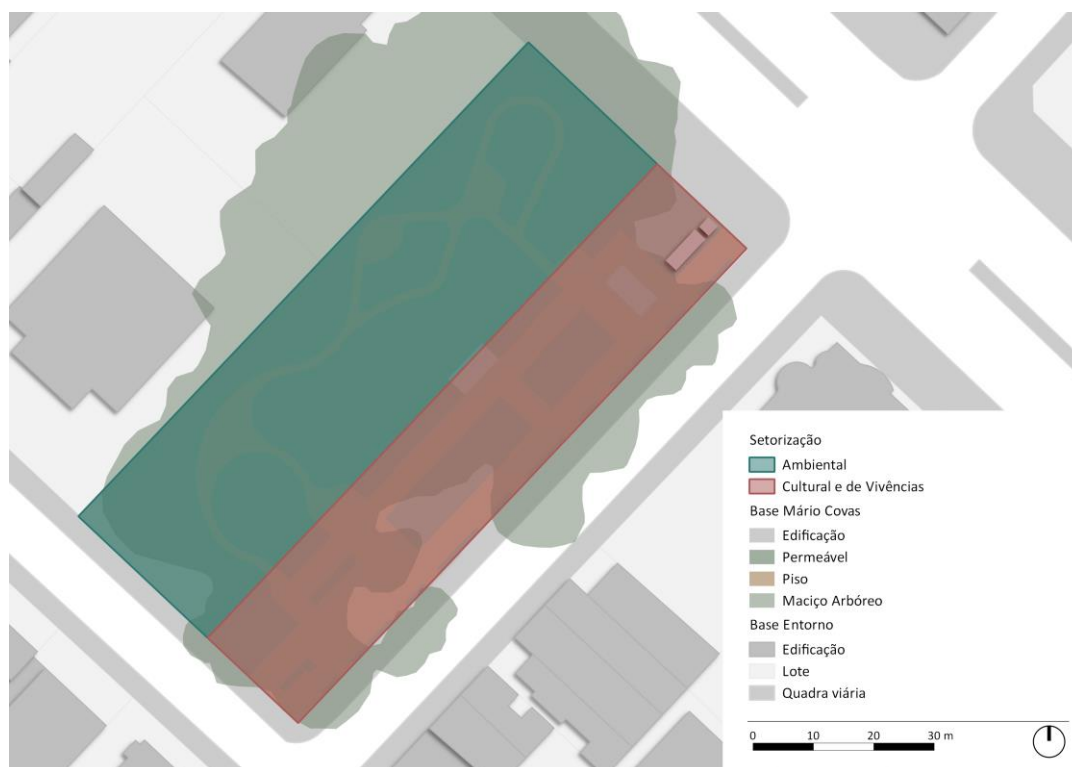 Setorização
Ambiental
Cultural e de Vivências
Base Mário Covas
Edificação
Permeável
Piso
Maciço Arbóreo
Base Entorno
Edificação
Lote
Quadra viária
0 10 20 30 m